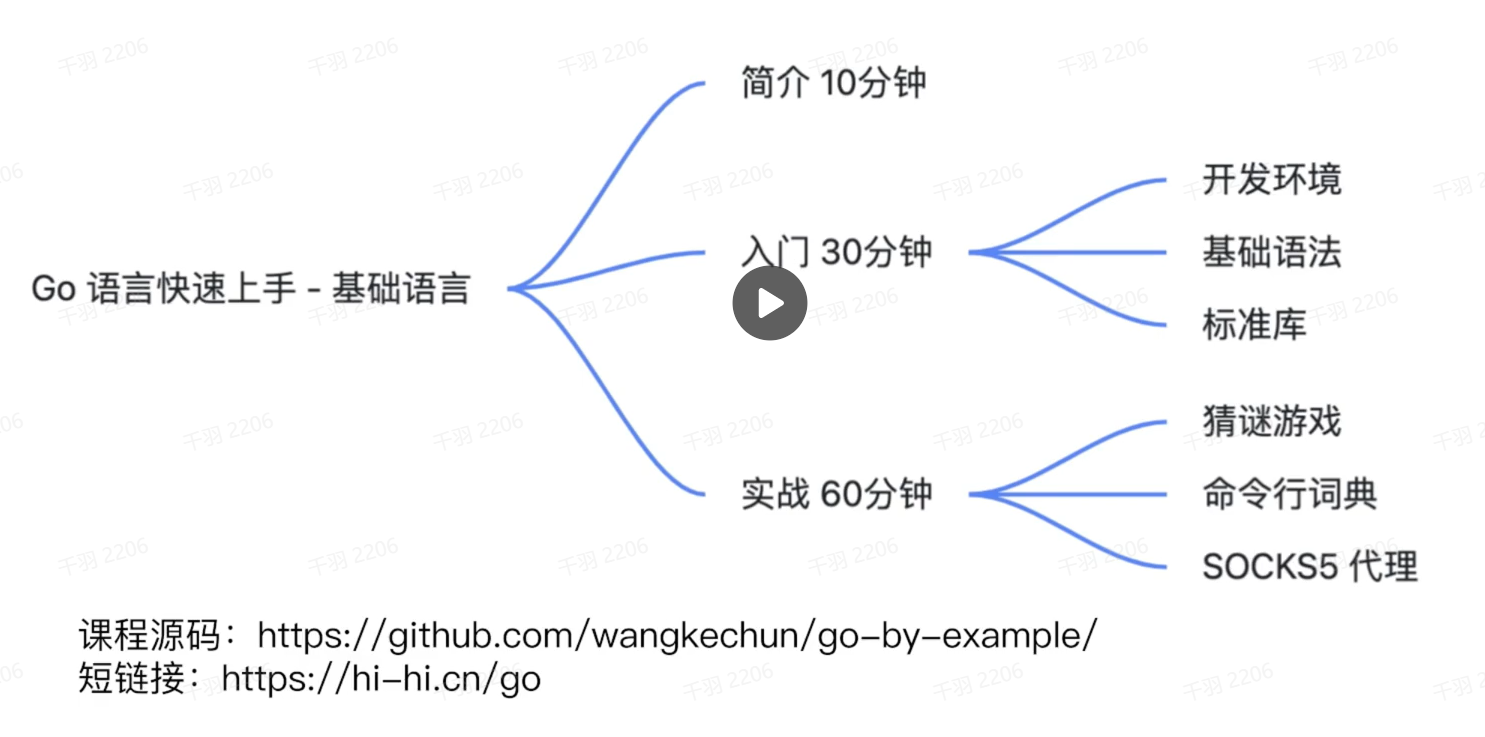 简介 10分钟
开发环境
入门 30分钟
基础语法
Go 语言快速上手 - 基础语言
标准库
猜谜游戏
实战 60分钟
命令行词典
SOCKS5 代理
课程源码：https://github.com/wangkechun/go-by-example/
短链接：https://hi-hi.cn/go
千羽 2206